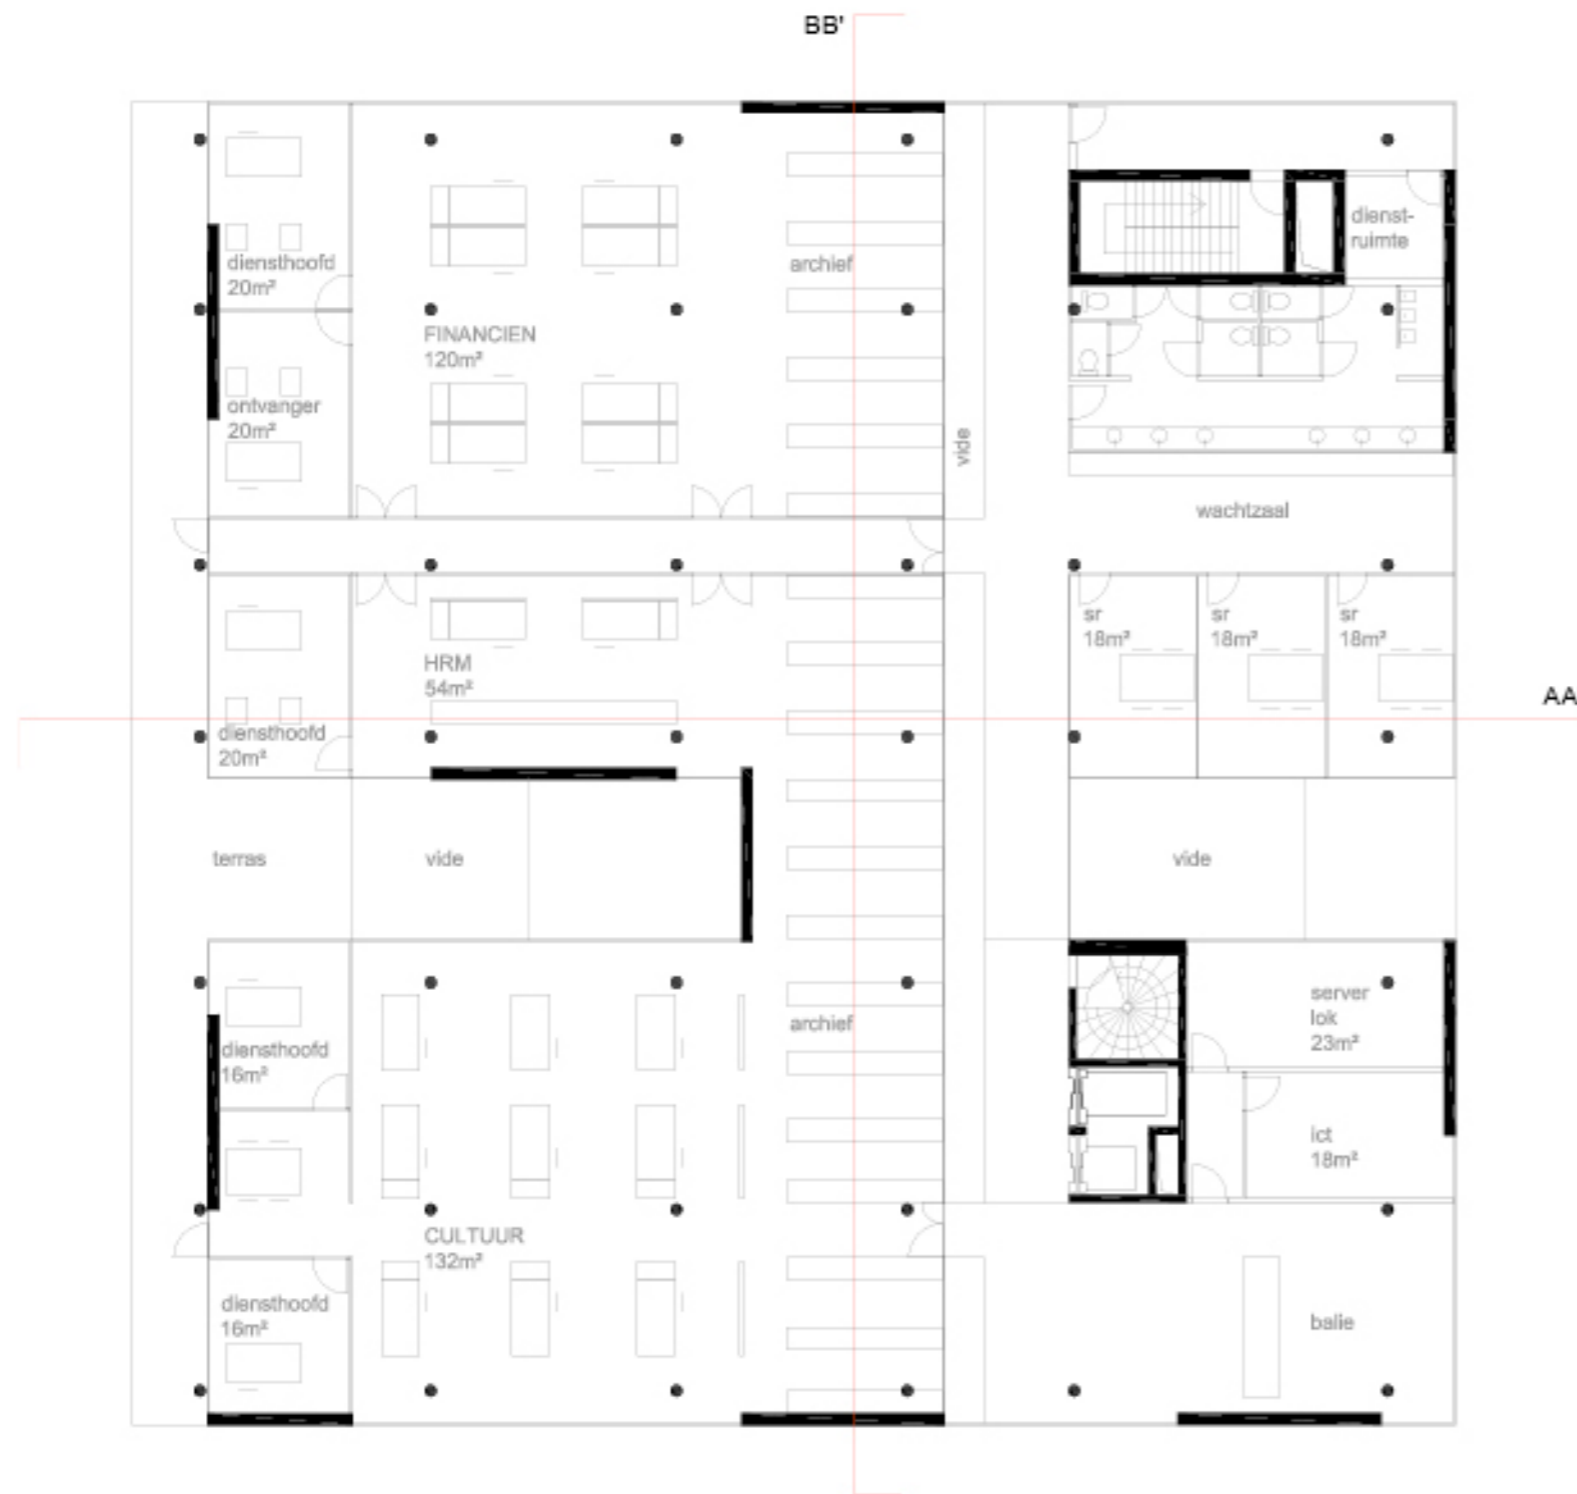 BB'
dienst-
ruimte
diensthoofd
20m²
archief
FINANCIEN
120m²
ontvanger
20m²
vide
wachtzaal
sr
18m²
sr
18m²
sr
18m²
HRM
54m²
AA
diensthoofd
20m²
terras
vide
vide
server
lok
23m²
archief
diensthoofd
16m²
ict
18m²
CULTUUR
132m²
diensthoofd
16m²
balie